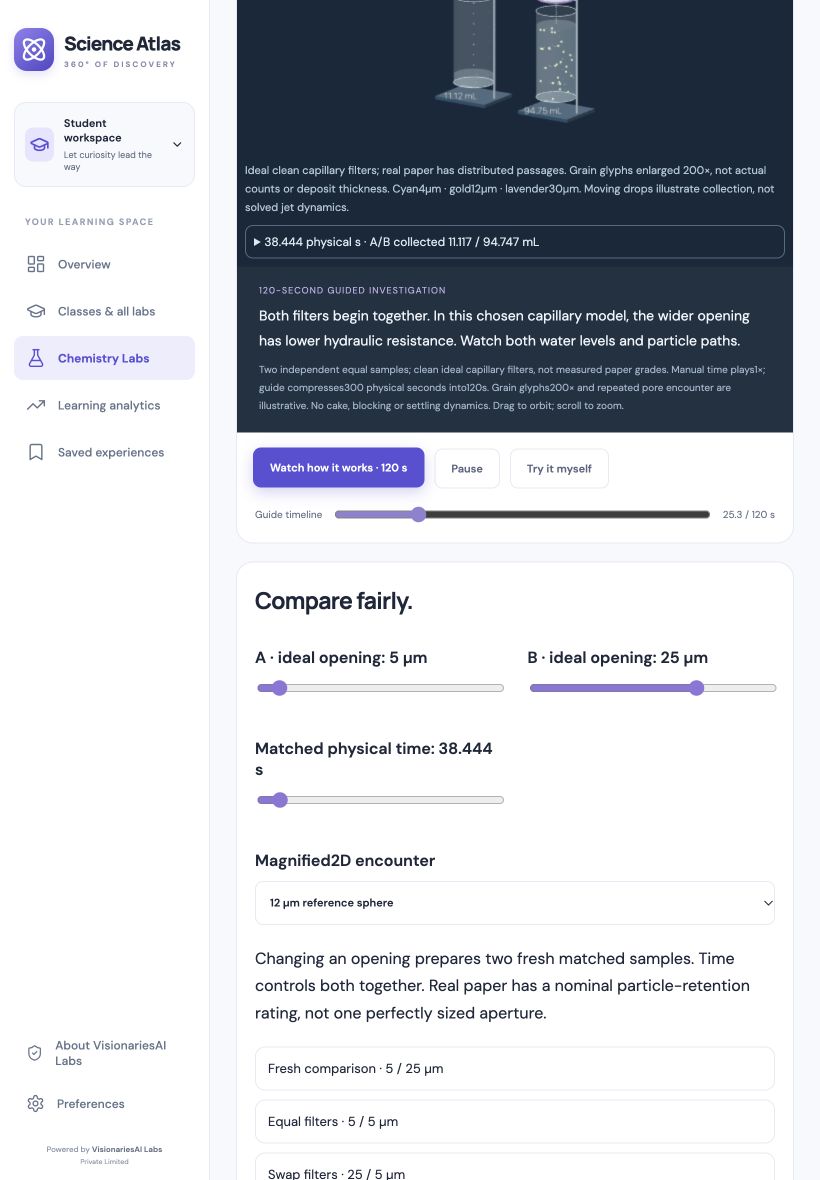 Science Atlas
360° OF DISCOVERY
Student
workspace
Let curiosity lead the
way
YOUR LEARNING SPACE
Overview
Classes & all labs
Chemistry Labs
Learning analytics
Saved experiences
About VisionariesAI
Labs
Preferences
Powered by VisionariesAI Labs
Private Limited
11.12 mL
94.75 mL
Ideal clean capillary filters; real paper has distributed passages. Grain glyphs enlarged 200×, not actual
counts or deposit thickness. Cyan4µm · gold12µm · lavender30µm. Moving drops illustrate collection, not
solved jet dynamics.
▶ 38.444 physical s · A/B collected 11.117 / 94.747 mL
120-SECOND GUIDED INVESTIGATION
Both filters begin together. In this chosen capillary model, the wider opening
has lower hydraulic resistance. Watch both water levels and particle paths.
Two independent equal samples; clean ideal capillary filters, not measured paper grades. Manual time plays1×;
guide compresses300 physical seconds into120s. Grain glyphs200× and repeated pore encounter are
illustrative. No cake, blocking or settling dynamics. Drag to orbit; scroll to zoom.
Watch how it works · 120 s
Pause
Try it myself
Guide timeline
25.3 / 120 s
Compare fairly.
A · ideal opening: 5 µm
B · ideal opening: 25 µm
Matched physical time: 38.444
s
Magnified2D encounter
12 µm reference sphere
Changing an opening prepares two fresh matched samples. Time
controls both together. Real paper has a nominal particle-retention
rating, not one perfectly sized aperture.
Fresh comparison · 5 / 25 µm
Equal filters · 5 / 5 µm
Swap filters · 25 / 5 µm